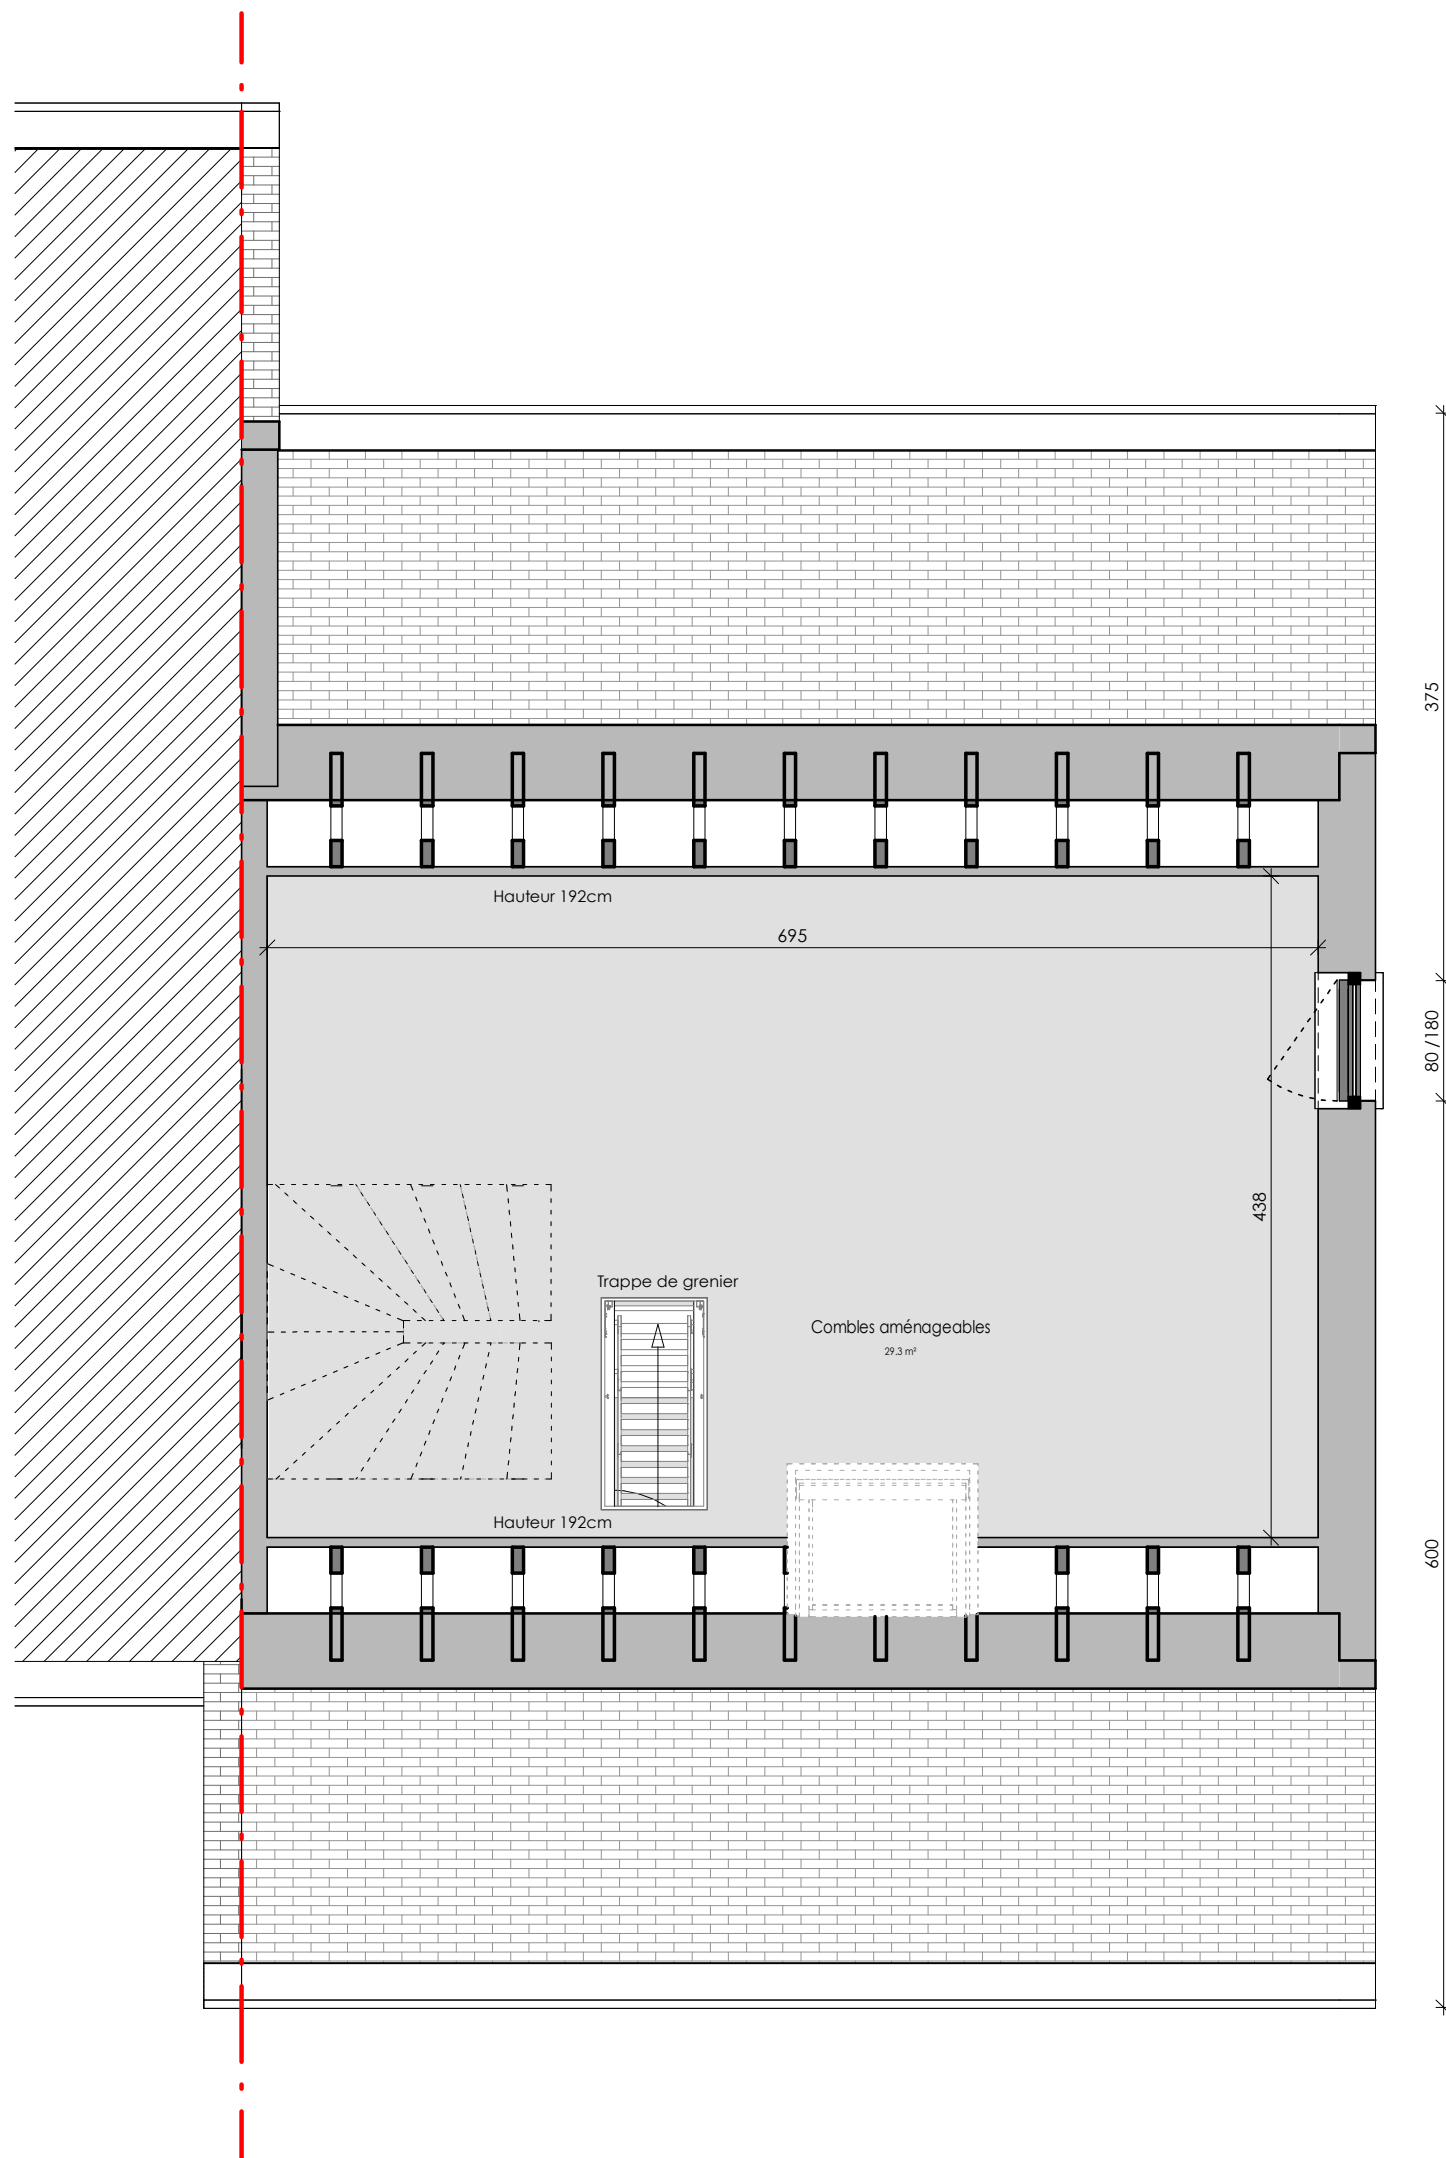 375
Hauteur 192cm
695
80 /180
438
Trappe de grenier
Combles aménageables
29.3 m²
Hauteur 192cm
600